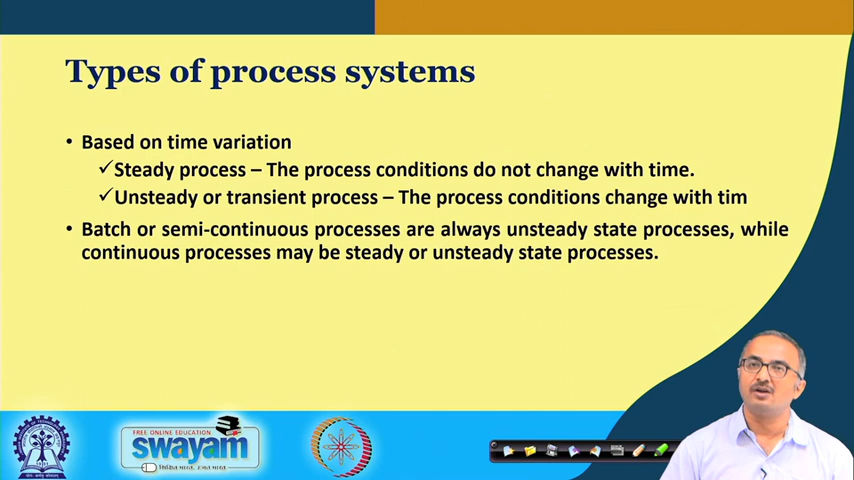 Types of process systems
• Based on time variation
✓Steady process – The process conditions do not change with time.
✓Unsteady or transient process – The process conditions change with tim
• Batch or semi-continuous processes are always unsteady state processes, while
continuous processes may be steady or unsteady state processes.
FREE ONLINE EDUCATION
swayam